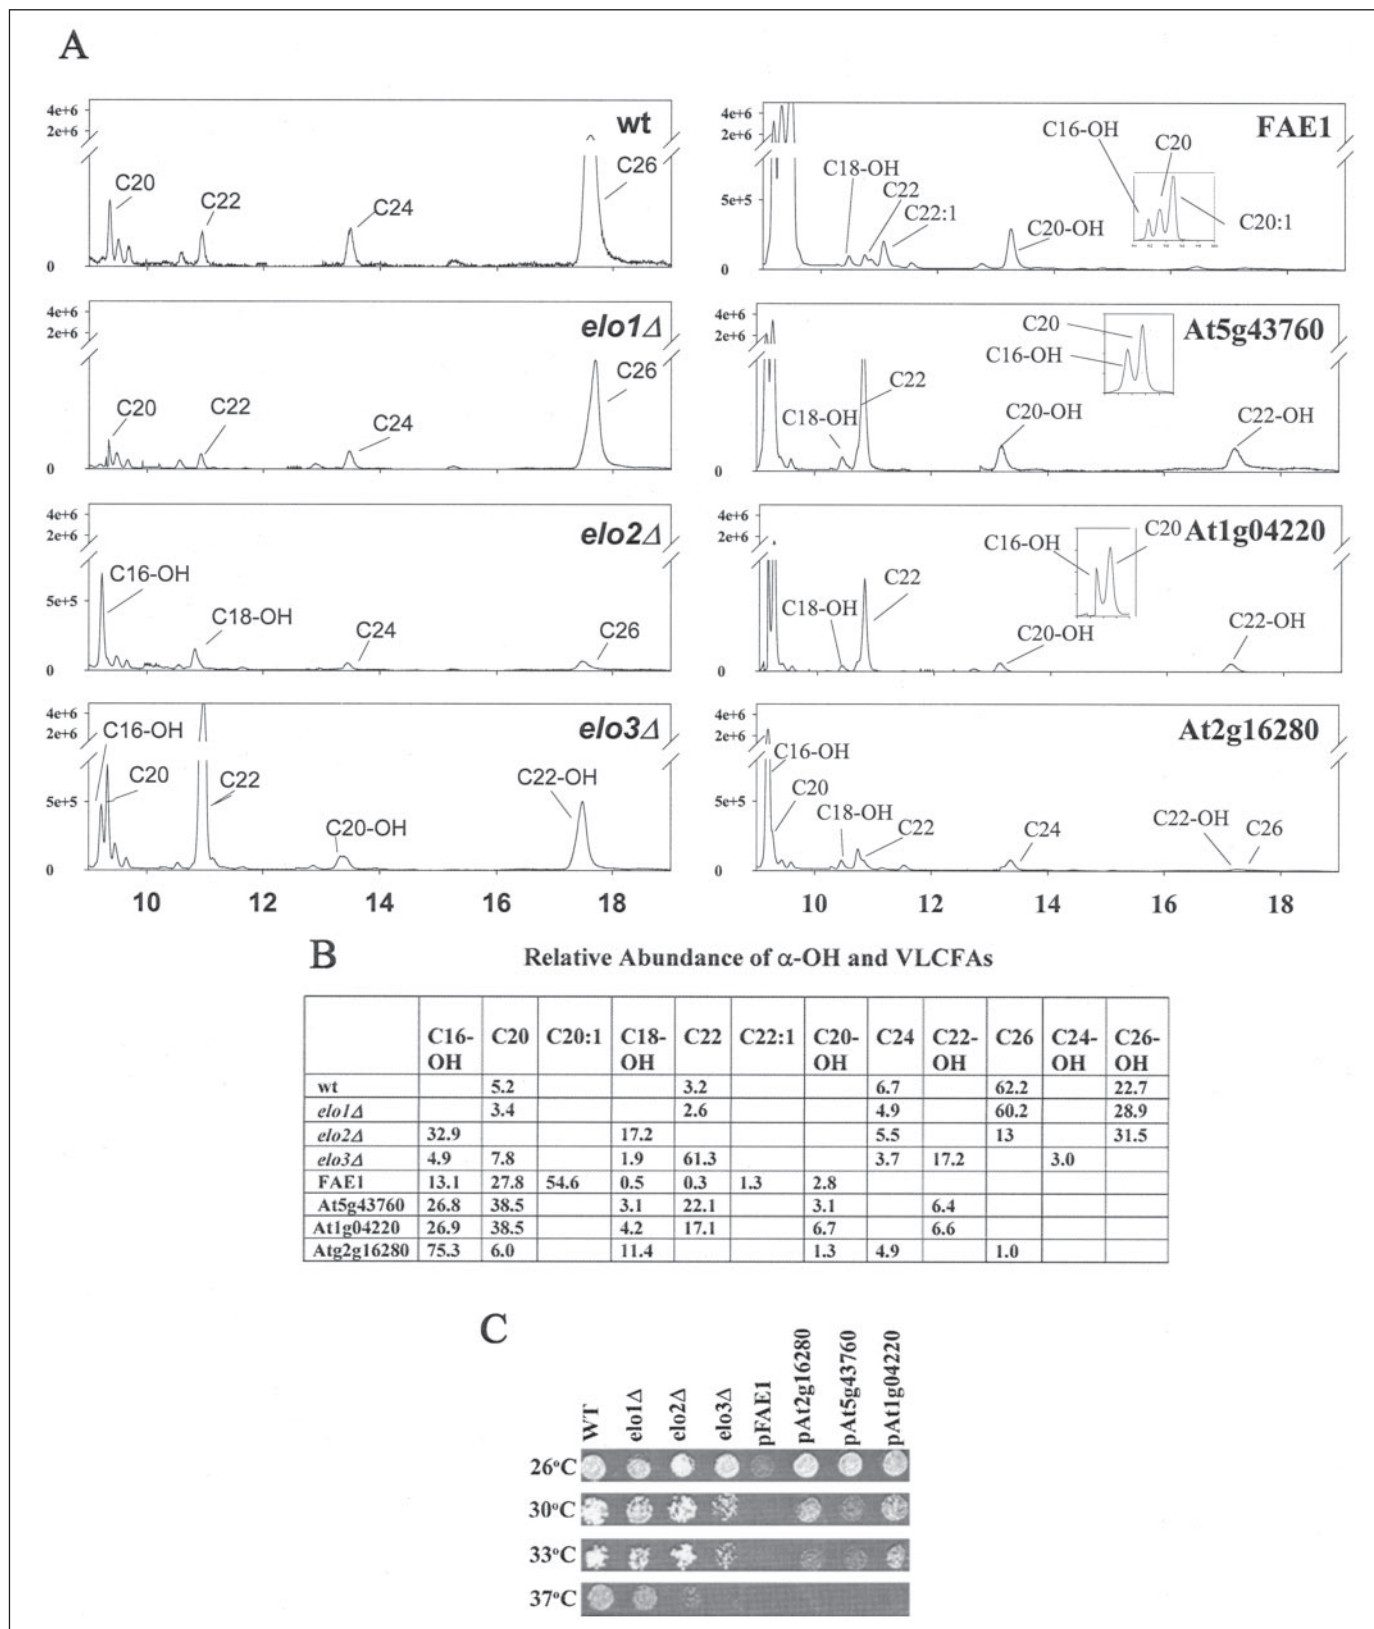 A
4e+6
2e+6
0
wt
C20
C22
C24
C26
4e+6
2e+6
5e+5
0
FAE1
C16-OH
C20
C18-OH
C22
C22:1
C20-OH
C20:1
4e+6
2e+6
0
elo1Δ
C20
C22
C24
C26
4e+6
2e+6
5e+5
0
At5g43760
C20
C16-OH
C22
C18-OH
C20-OH
C22-OH
4e+6
2e+6
5e+5
0
elo2Δ
C16-OH
C18-OH
C24
C26
4e+6
2e+6
5e+5
0
At1g04220
C16-OH
C20
C22
C18-OH
C20-OH
C22-OH
4e+6
2e+6
5e+5
0
elo3Δ
C16-OH
C20
C22
C20-OH
C22-OH
4e+6
2e+6
5e+5
0
At2g16280
C16-OH
C20
C18-OH
C22
C24
C22-OH
C26
10 12 14 16 18
10 12 14 16 18
B Relative Abundance of α-OH and VLCFAs
C16-OH C20 C20:1 C18-OH C22 C22:1 C20-OH C24 C22-OH C26 C24-OH C26-OH
wt 5.2 3.2 6.7 62.2 22.7
elo1Δ 3.4 2.6 4.9 60.2 28.9
elo2Δ 32.9 17.2 5.5 13 31.5
elo3Δ 4.9 7.8 1.9 61.3 3.7 17.2 3.0
FAE1 13.1 27.8 54.6 0.5 0.3 1.3 2.8
At5g43760 26.8 38.5 3.1 22.1 3.1 6.4
At1g04220 26.9 38.5 4.2 17.1 6.7 6.6
Atg2g16280 75.3 6.0 11.4 1.3 4.9 1.0
C
WT
elo1Δ
elo2Δ
elo3Δ
pFAE1
pAt2g16280
pAt5g43760
pAt1g04220
26°C
30°C
33°C
37°C